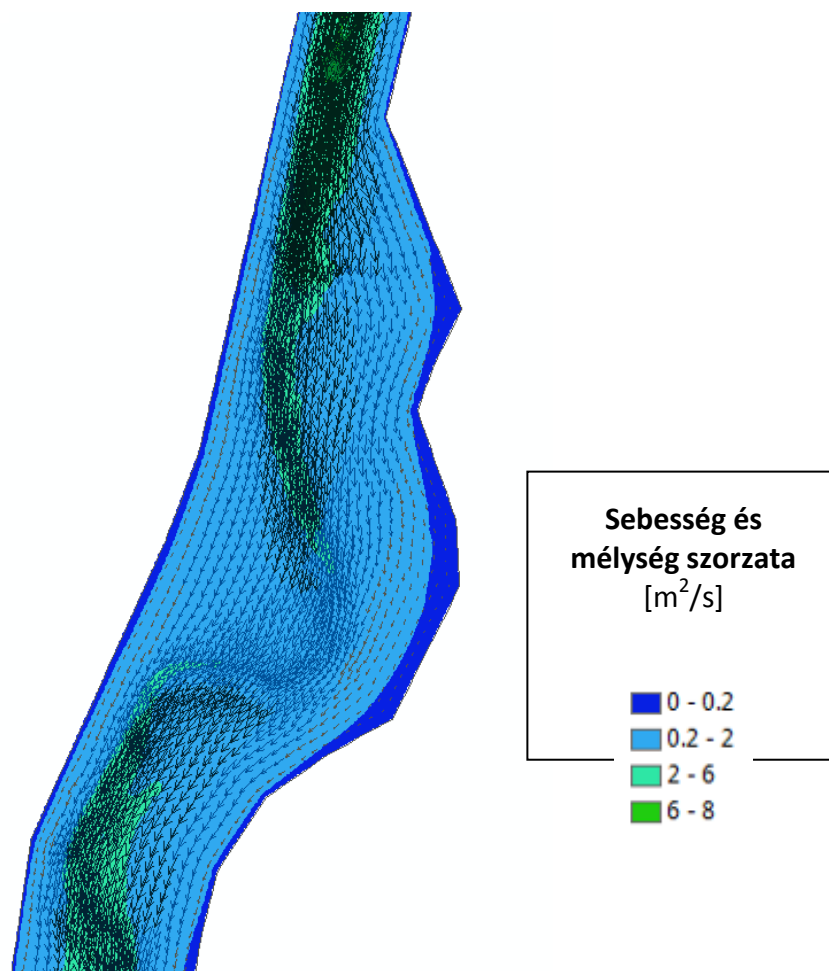 Sebesség és
mélység szorzata
[m²/s]
0 - 0.2
0.2 - 2
2 - 6
6 - 8